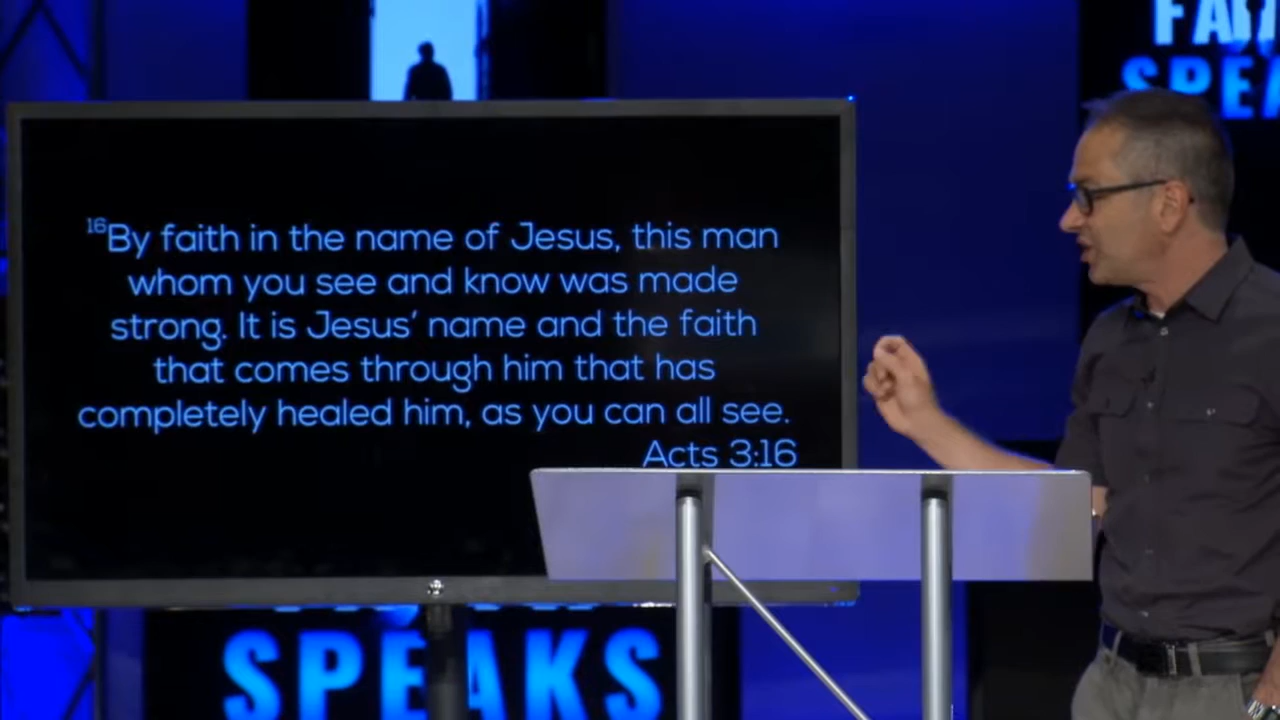 FAI
SPEA
16By faith in the name of Jesus, this man
whom you see and know was made
strong. It is Jesus' name and the faith
that comes through him that has
completely healed him, as you can all see.
Acts 3:16
SPEAKS